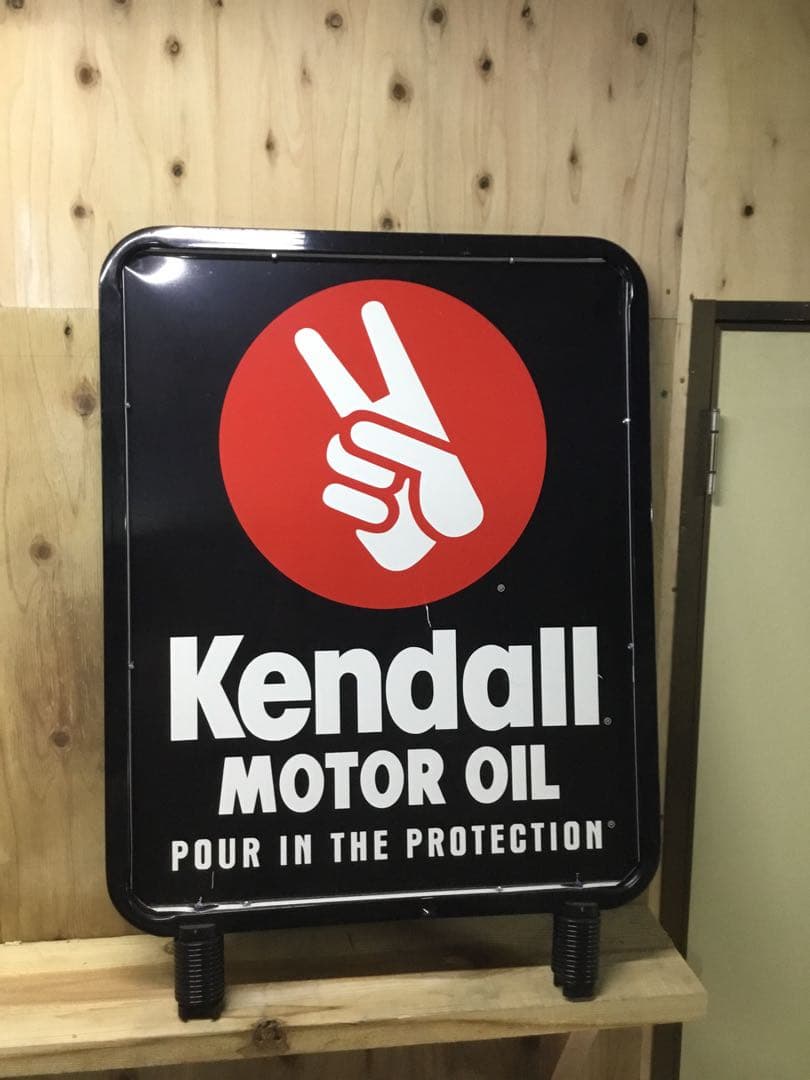 ®
Kendall®
MOTOR OIL
POUR IN THE PROTECTION®